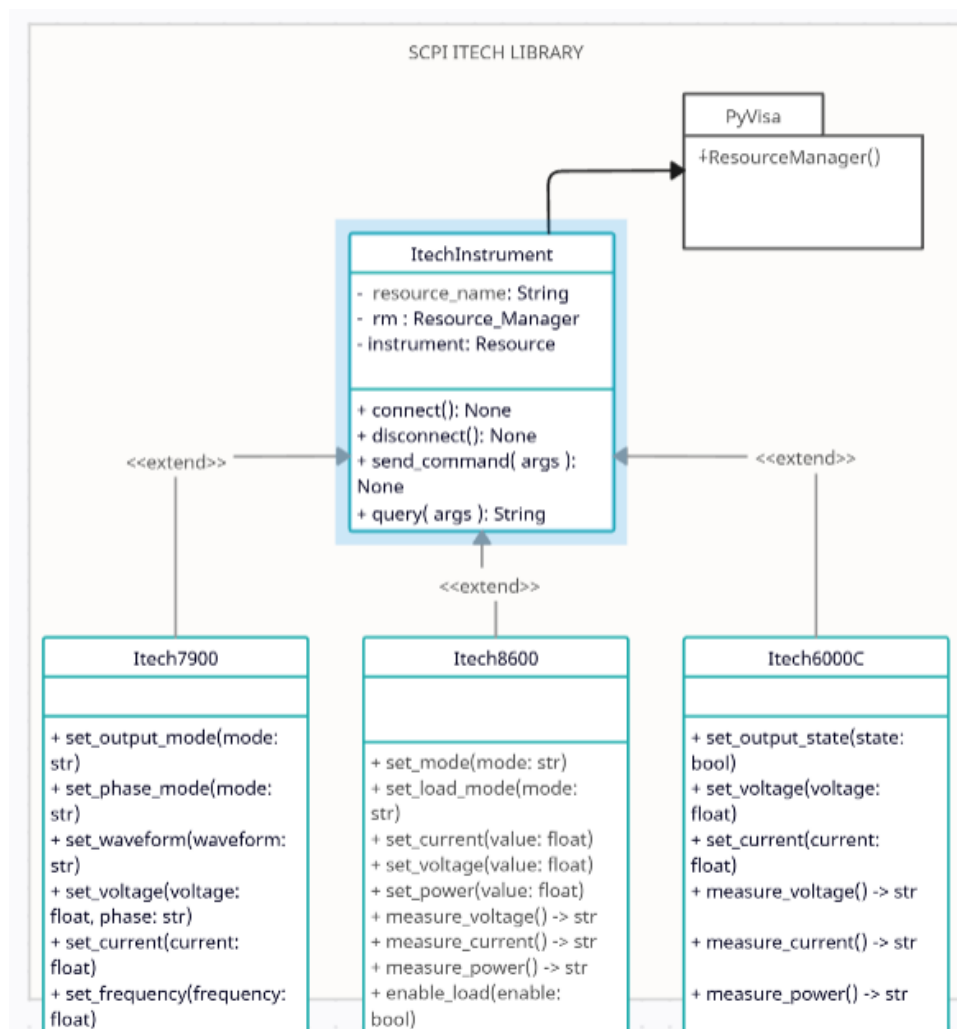 SCPI ITECH LIBRARY
PyVisa
+ResourceManager()
ItechInstrument
- resource_name: String
- rm : Resource_Manager
- instrument: Resource
+ connect(): None
+ disconnect(): None
+ send_command( args ):
None
+ query( args ): String
<<extend>>
<<extend>>
<<extend>>
Itech7900
+ set_output_mode(mode:
str)
+ set_phase_mode(mode:
str)
+ set_waveform(waveform:
str)
+ set_voltage(voltage:
float, phase: str)
+ set_current(current:
float)
+ set_frequency(frequency:
float)
Itech8600
+ set_mode(mode: str)
+ set_load_mode(mode:
str)
+ set_current(value: float)
+ set_voltage(value: float)
+ set_power(value: float)
+ measure_voltage() -> str
+ measure_current() -> str
+ measure_power() -> str
+ enable_load(enable:
bool)
Itech6000C
+ set_output_state(state:
bool)
+ set_voltage(voltage:
float)
+ set_current(current:
float)
+ measure_voltage() -> str
+ measure_current() -> str
+ measure_power() -> str